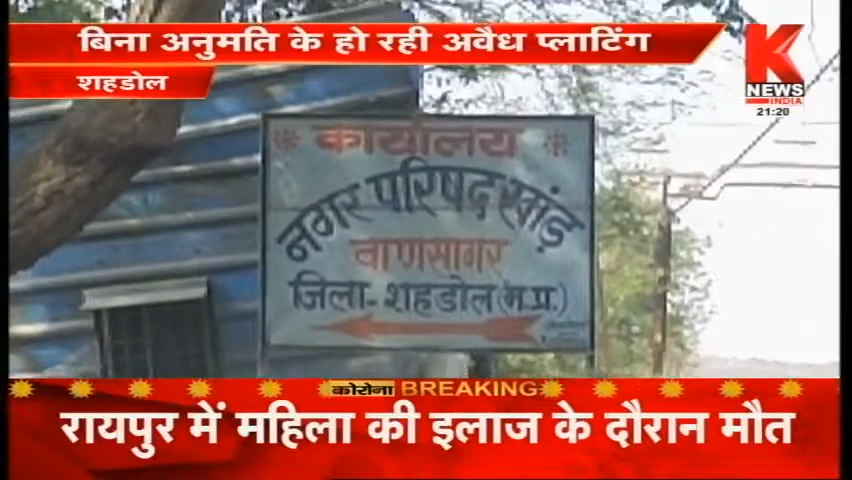 बिना अनुमति के हो रही अवैध प्लाटिंग
शहडोल
K
NEWS
INDIA
21:20
कार्यालय
नगर परिषद खांड़
वाणसागर
जिला-शहडोल(म.प्र.)
कोरोना BREAKING
रायपुर में महिला की इलाज के दौरान मौत